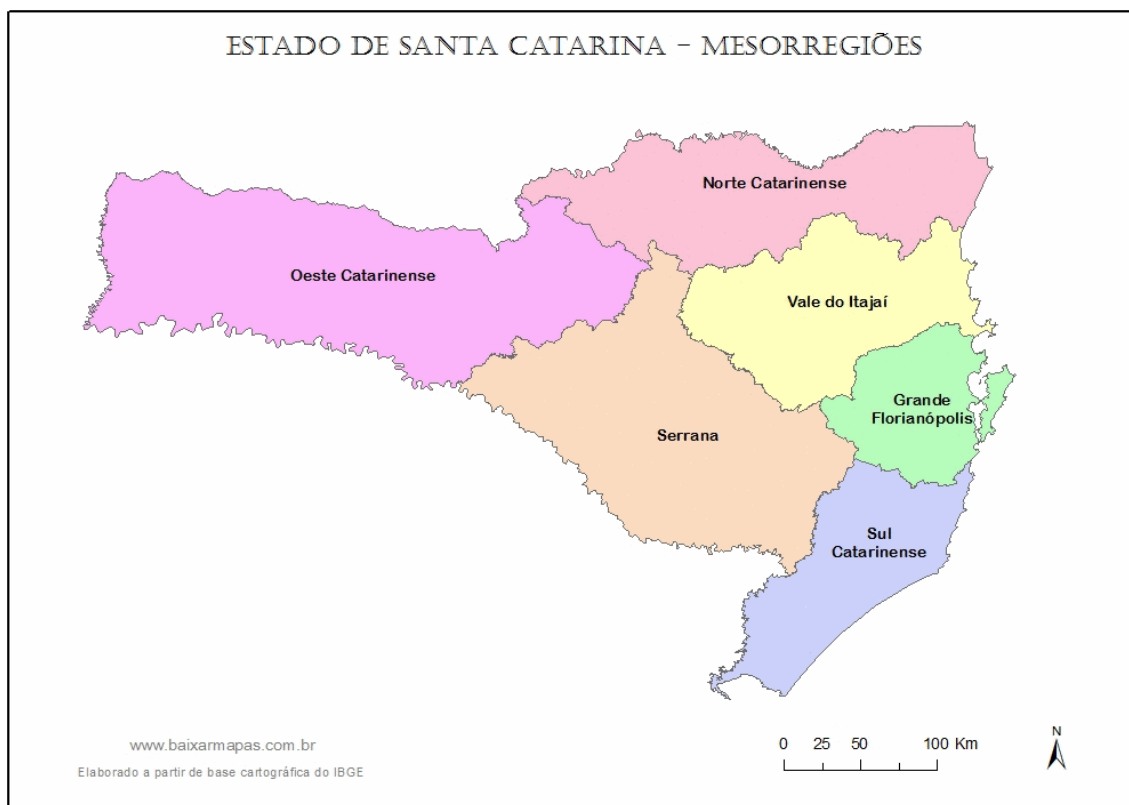 ESTADO DE SANTA CATARINA – MESORREGIÕES
Norte Catarinense
Oeste Catarinense
Vale do Itajaí
Grande
Florianópolis
Serrana
Sul
Catarinense
www.baixarmapas.com.br
Elaborado a partir de base cartográfica do IBGE
0 25 50 100 Km
N